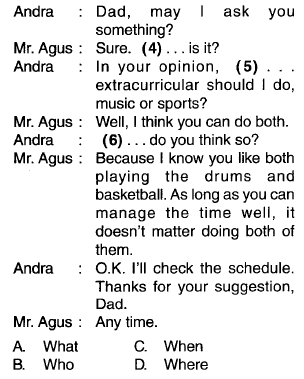 Andra : Dad, may I ask you
something?
Mr. Agus : Sure. (4) . . . is it?
Andra : In your opinion, (5) . . .
extracurricular should I do,
music or sports?
Mr. Agus : Well, I think you can do both.
Andra : (6) . . . do you think so?
Mr. Agus : Because I know you like both
playing the drums and
basketball. As long as you can
manage the time well, it
doesn't matter doing both of
them.
Andra : O.K. I'll check the schedule.
Thanks for your suggestion,
Dad.
Mr. Agus : Any time.
A. What C. When
B. Who D. Where